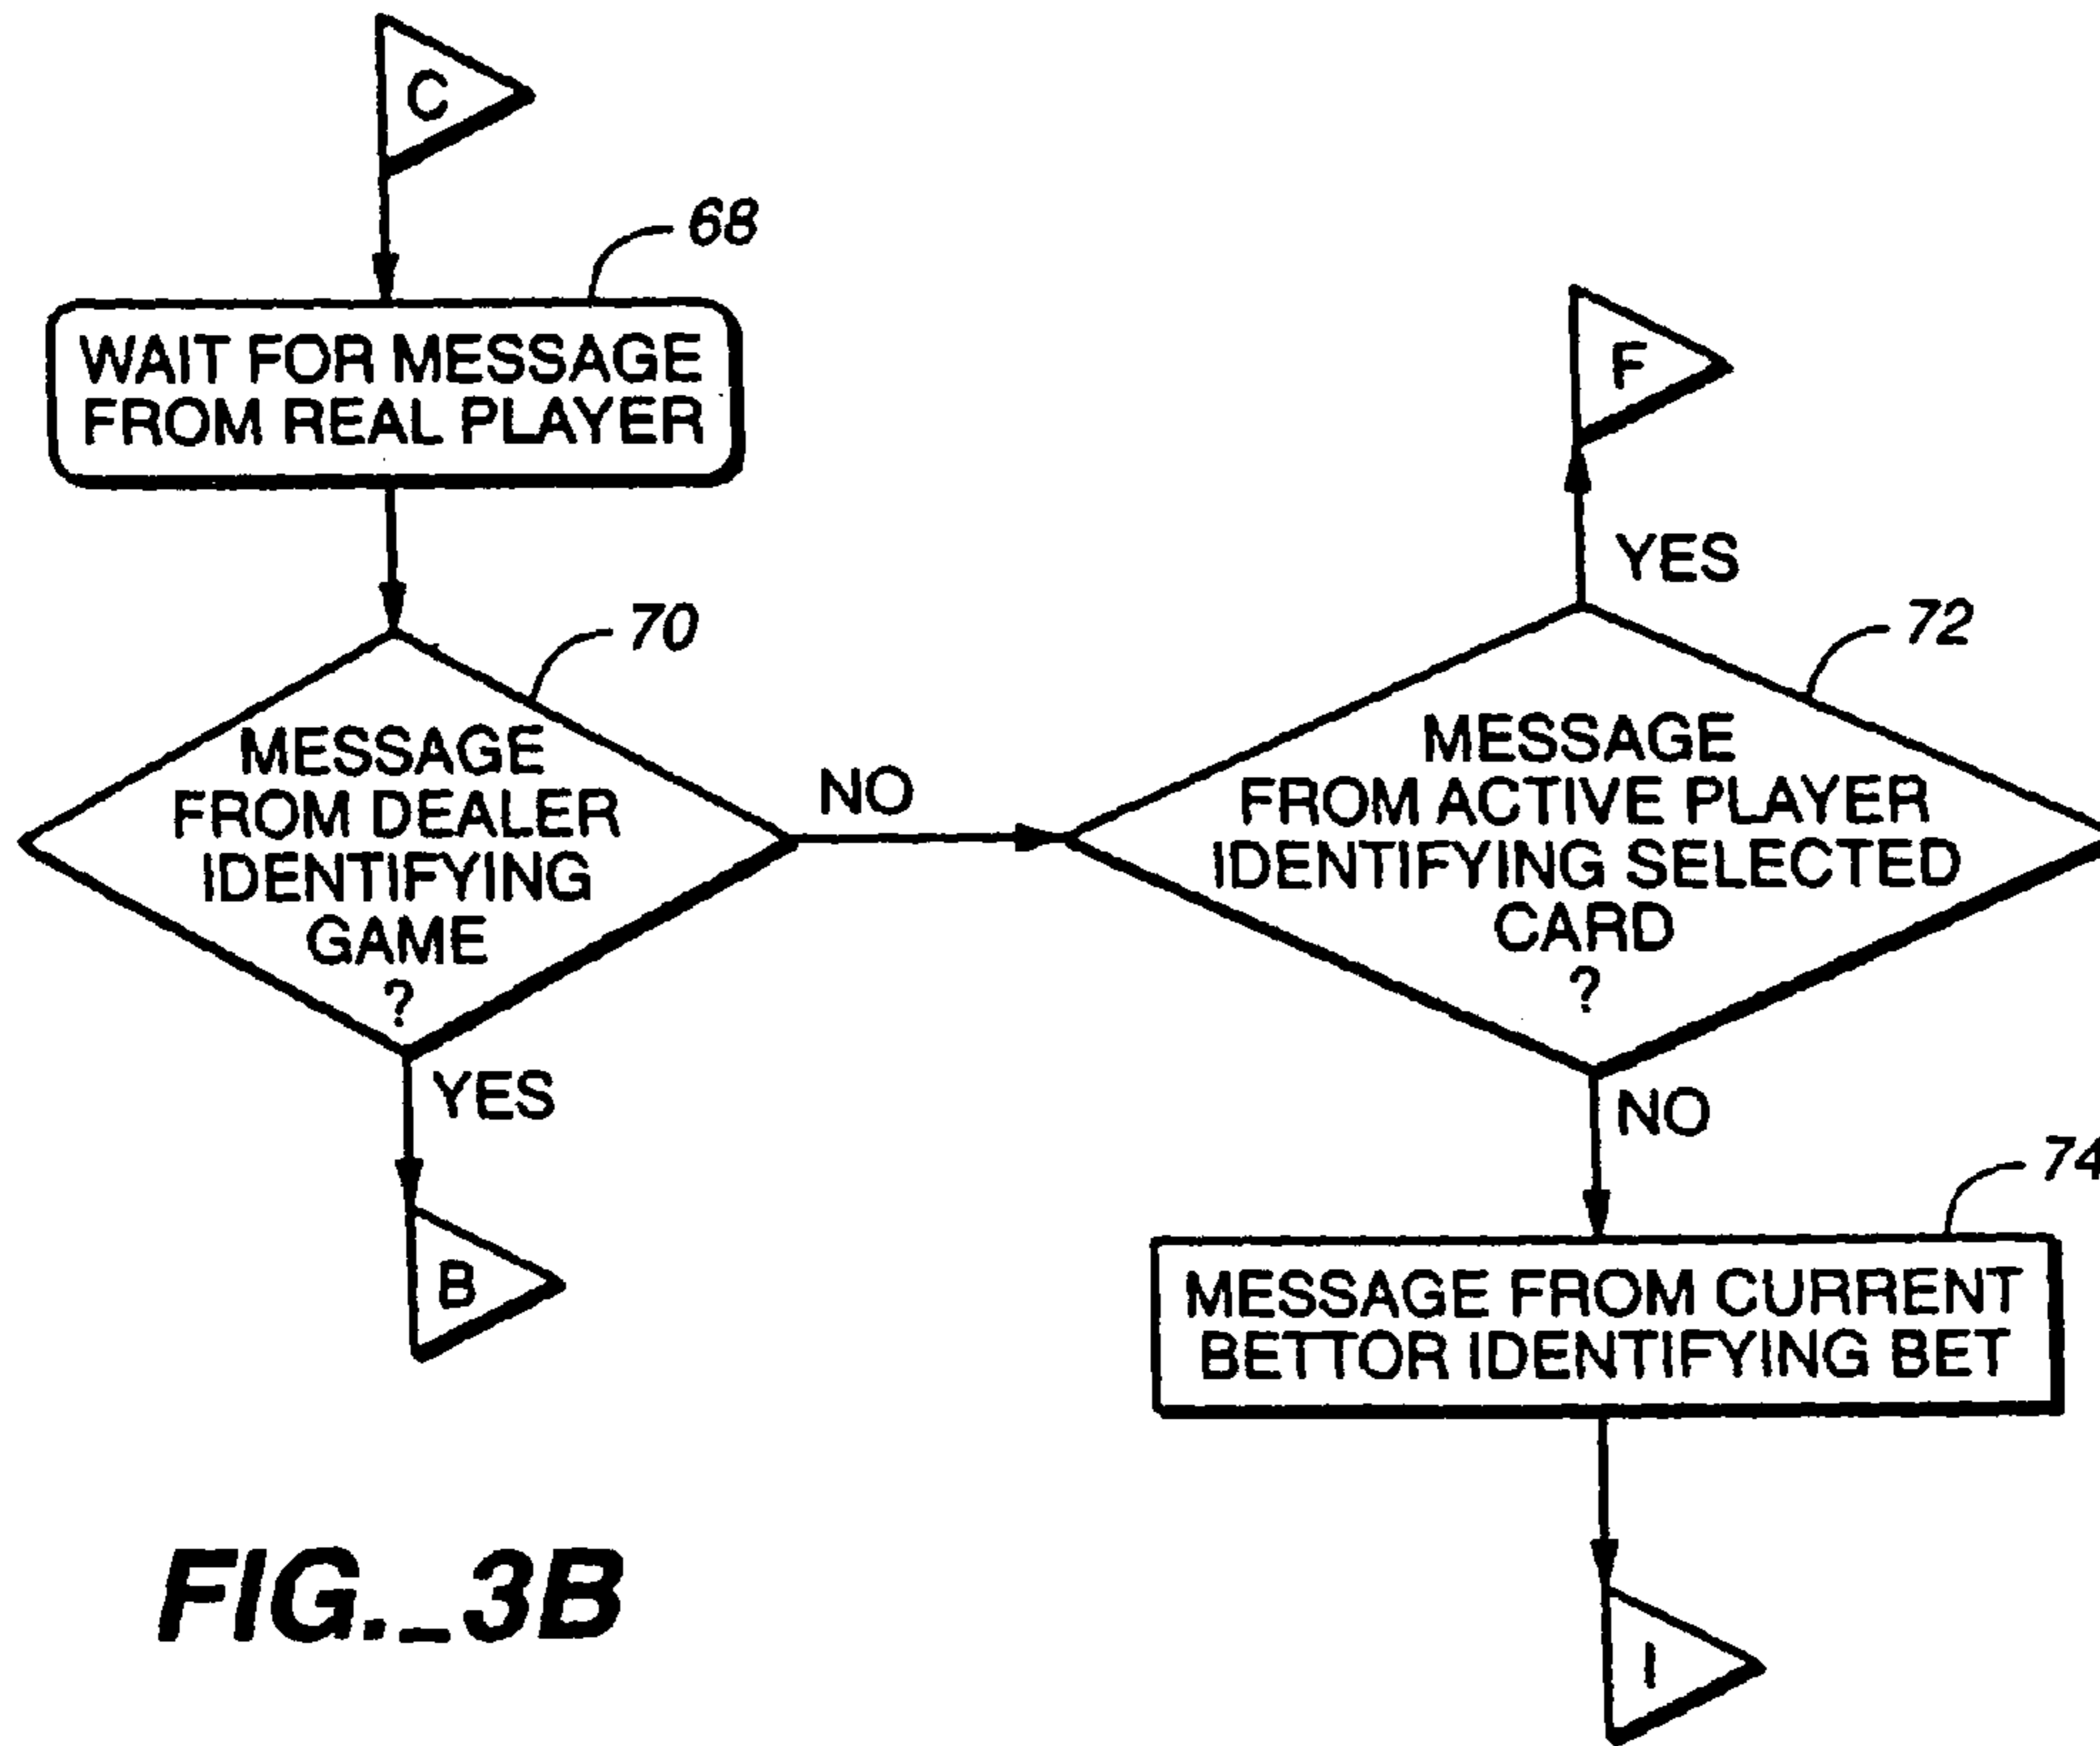 C
68
WAIT FOR MESSAGE
FROM REAL PLAYER
70
MESSAGE
FROM DEALER
IDENTIFYING
GAME
?
NO
YES
B
F
YES
72
MESSAGE
FROM ACTIVE PLAYER
IDENTIFYING SELECTED
CARD
?
NO
74
MESSAGE FROM CURRENT
BETTOR IDENTIFYING BET
I
FIG._3B